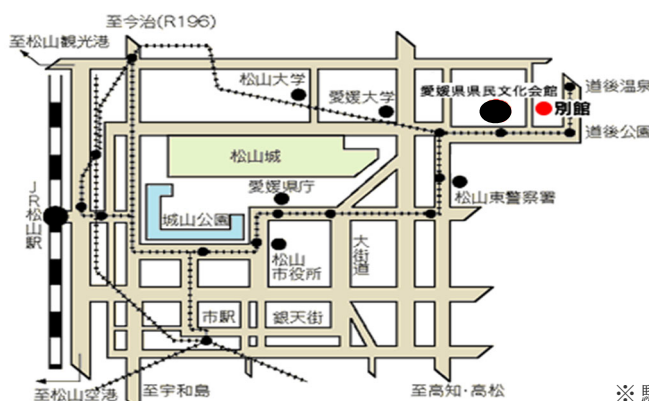 至今治(R196)
至松山観光港
松山大学
愛媛大学
愛媛県県民文化会館
道後温泉
別館
道後公園
松山城
JR松山駅
城山公園
愛媛県庁
松山東警察署
松山
市役所
大街道
市駅
銀天街
至松山空港
至宇和島
至高知・高松
※